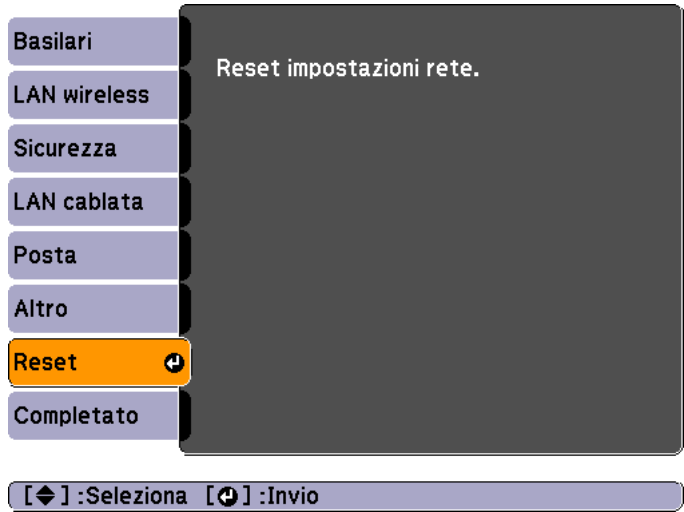 Basilari
LAN wireless
Sicurezza
LAN cablata
Posta
Altro
Reset
Completato
Reset impostazioni rete.
[ ] :Seleziona [ ] :Invio